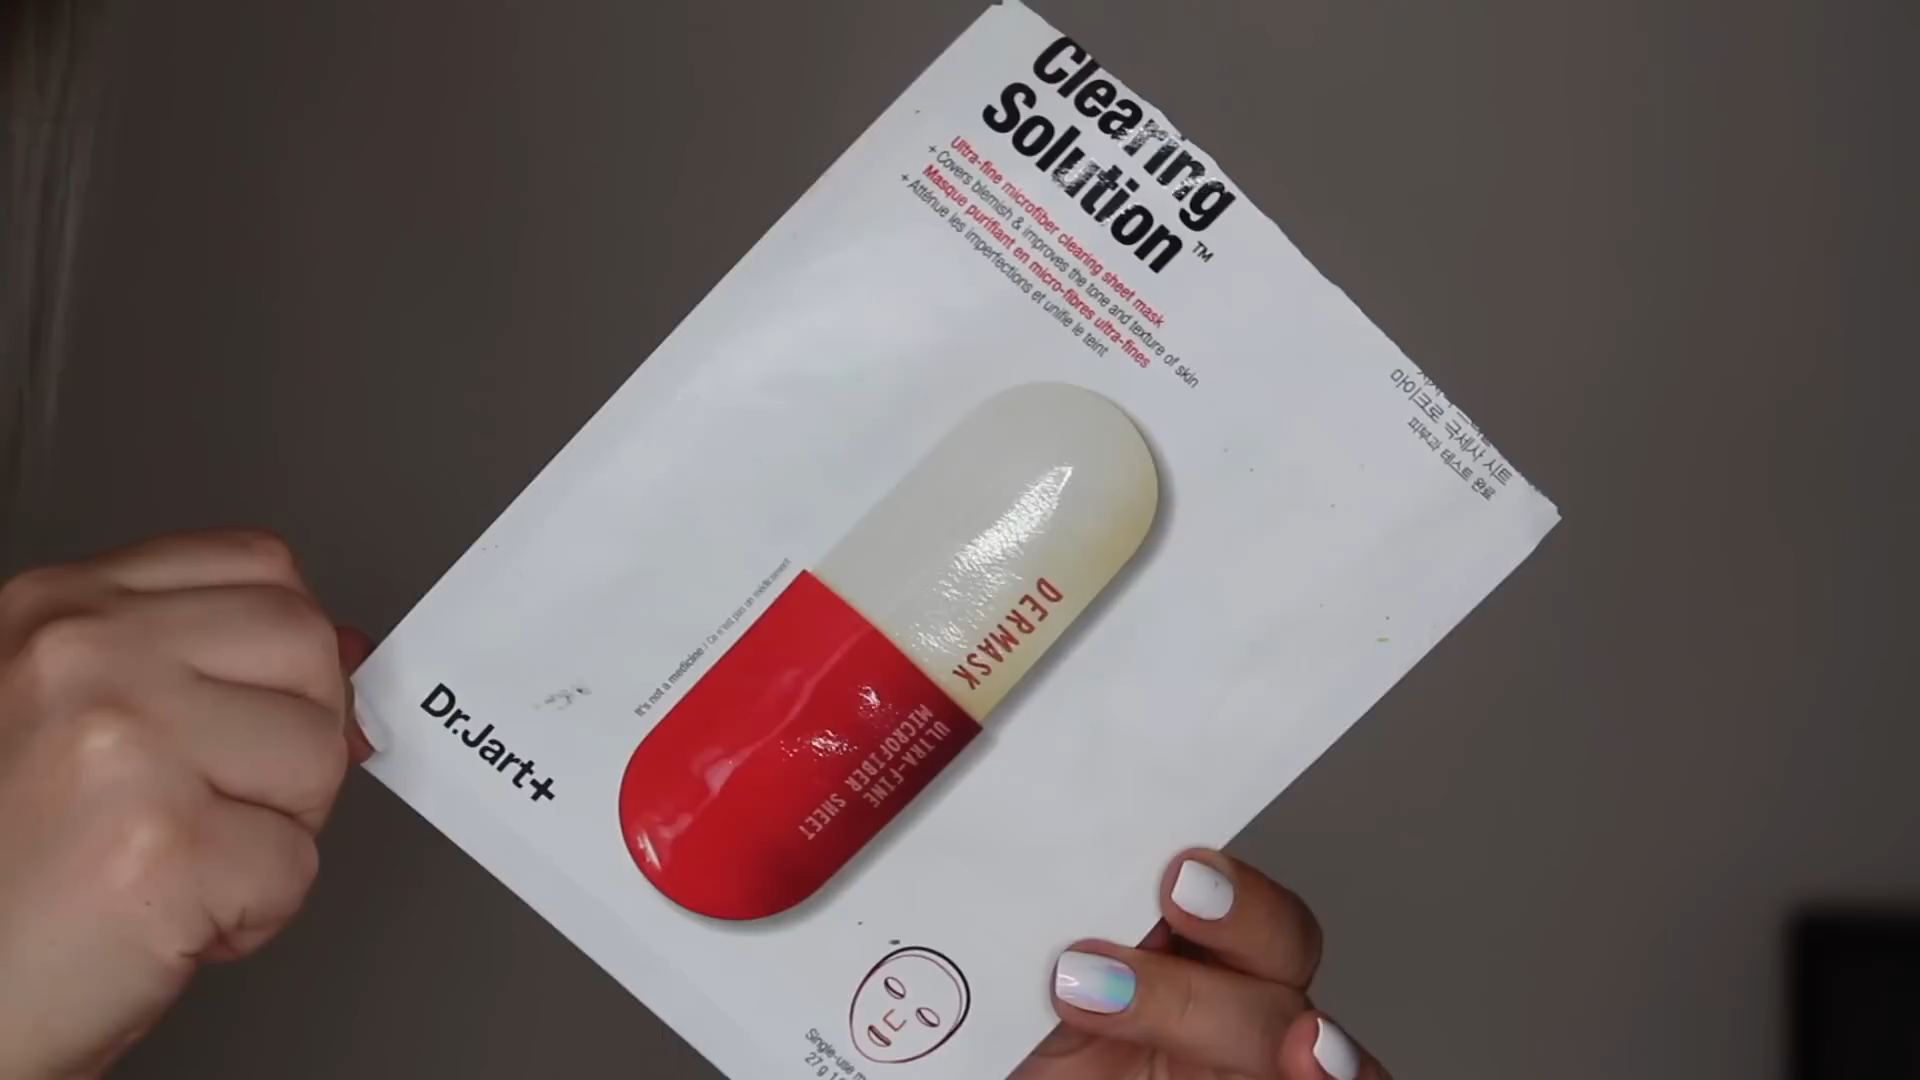 Clearing
Solution™
Ultra-fine microfiber clearing sheet mask
+ Covers blemish & improves the tone and texture of skin
Masque purifiant en micro-fibres ultra-fines
+ Atténue les imperfections et unifie le teint
마이크로 극세사 시트
피부과 테스트 완료
DERMASK
ULTRA-FINE
MICROFIBER SHEET
It's not a medicine / Ce n'est pas un médicament
Dr.Jart+
Single-use
27 g